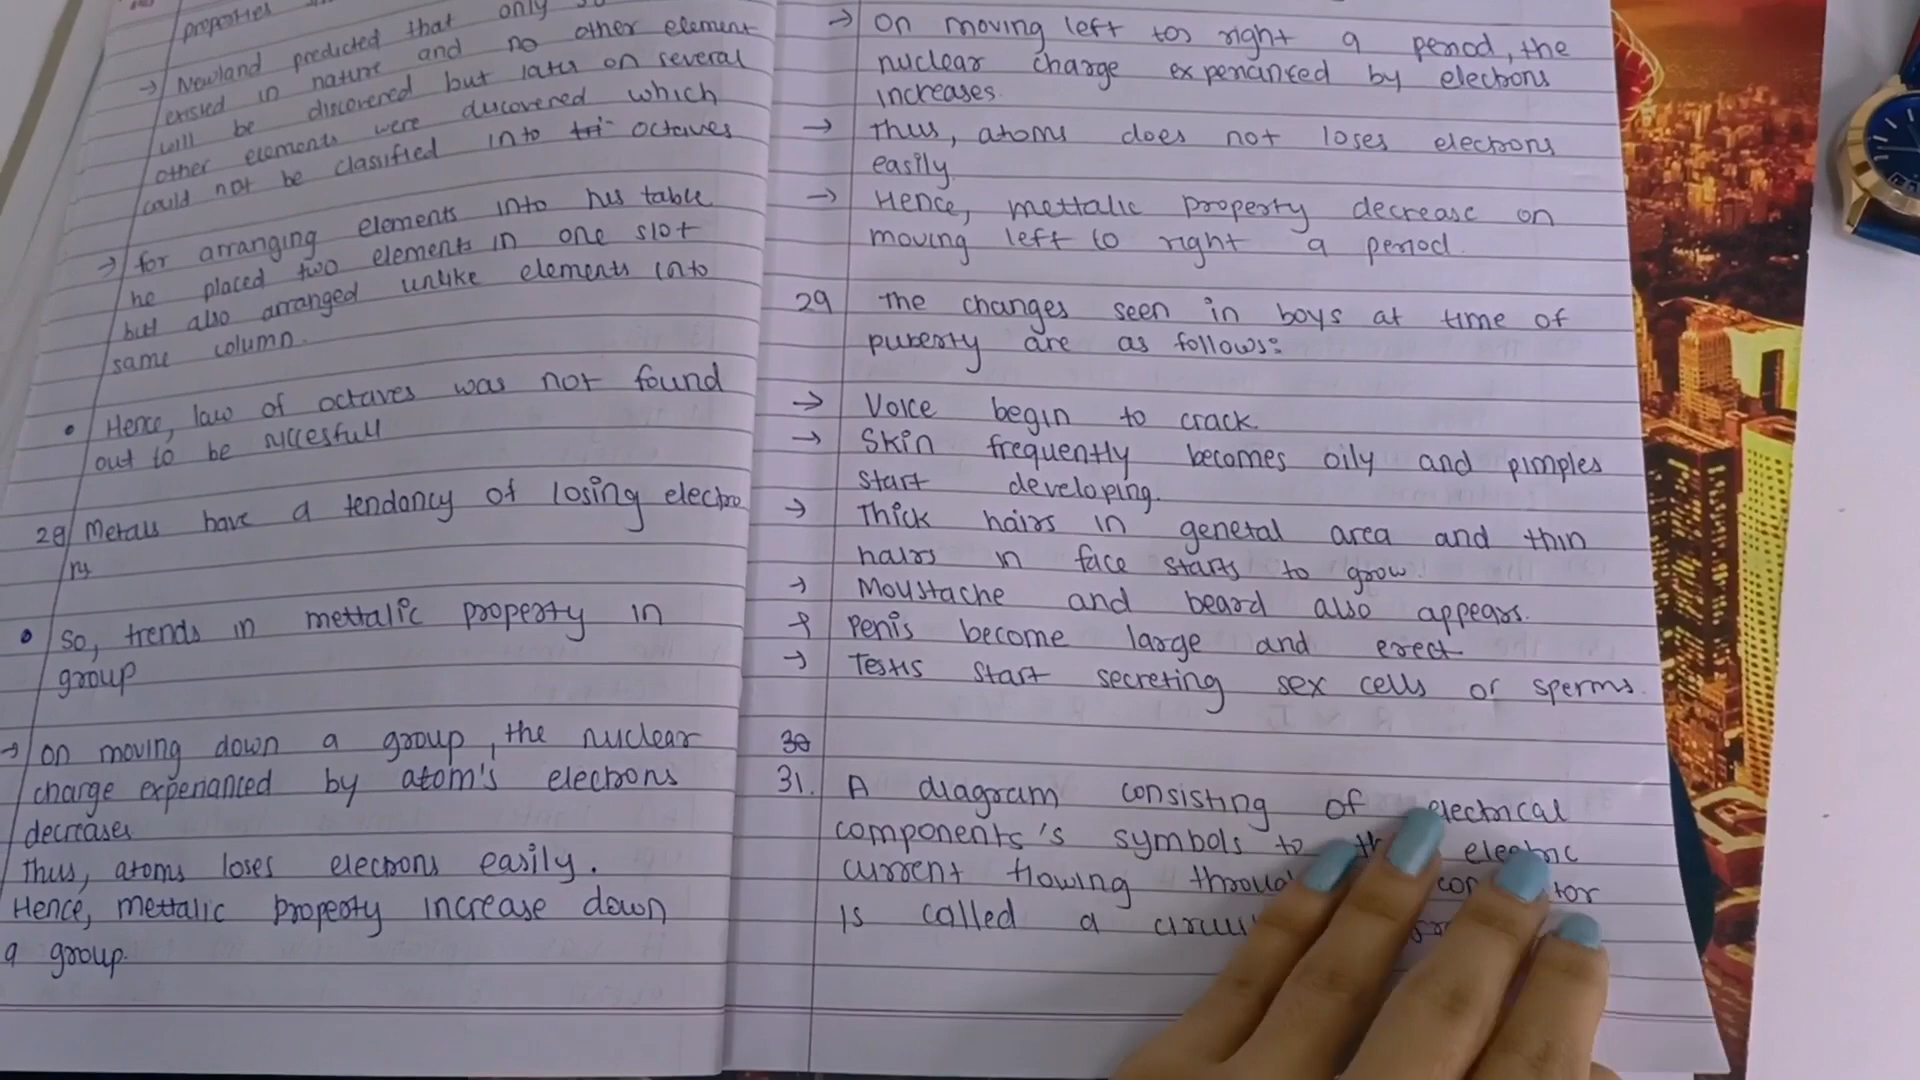 properties
→ Newland predicted that only
existed in nature and no other element
will be discovered but later on several
other elements were discovered which
could not be classified into tri octaves
→ for arranging elements into his table
he placed two elements in one slot
but also arranged unlike elements into
same column.
• Hence, law of octaves was not found
out to be succesfull
28 Metals have a tendancy of losing electro
ns
• so, trends in mettalic property in
group
→ on moving down a group, the nuclear
charge experianced by atom's electrons
decreases
Thus, atoms loses electrons easily.
Hence, mettalic property increase down
a group.
→ On moving left tos right a period, the
nuclear charge experianced by electrons
increases.
→ Thus, atoms does not loses electrons
easily.
→ Hence, mettalic property decrease on
moving left to right a period.
29 The changes seen in boys at time of
puberty are as follows:
→ Voice begin to crack.
→ Skin frequently becomes oily and pimples
start developing.
→ Thick hairs in genetal area and thin
hairs in face starts to grow.
→ Moustache and beard also appears.
→ Penis become large and erect
→ Testis start secreting sex cells or sperms.
30
31. A diagram consisting of electrical
components's symbols to electric
current flowing
is called a